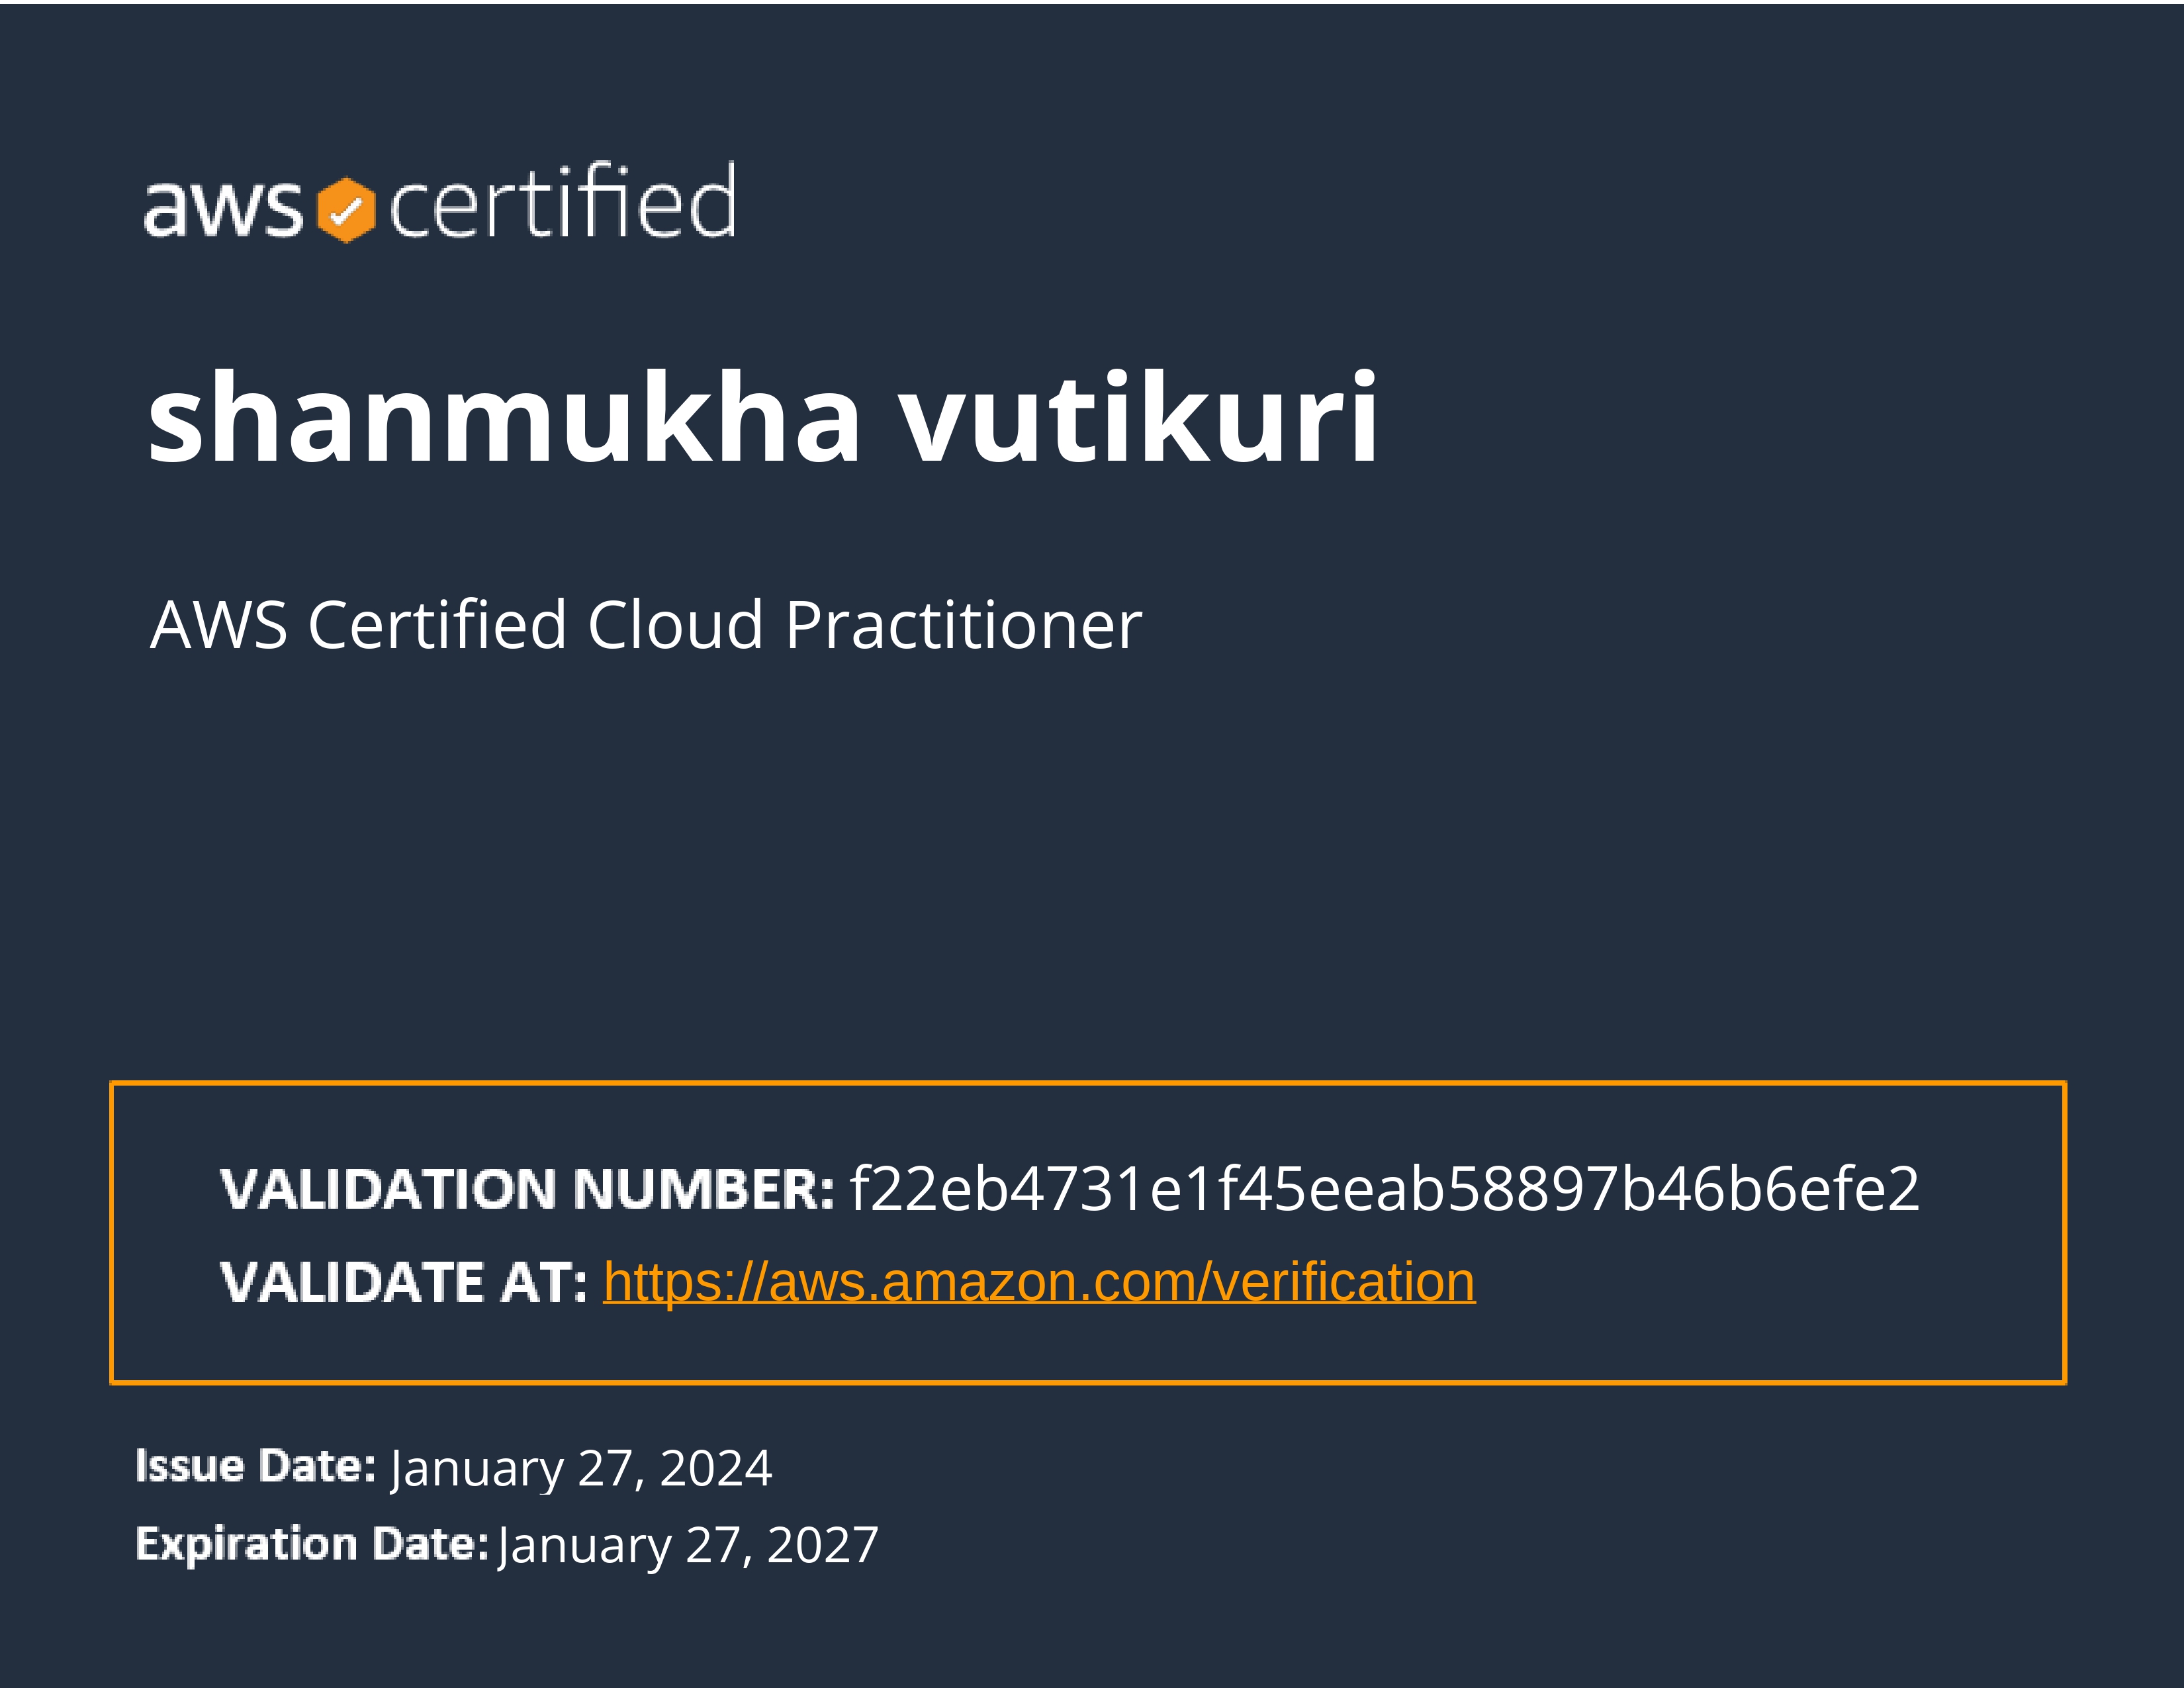 aws certified
shanmukha vutikuri
AWS Certified Cloud Practitioner
VALIDATION NUMBER: f22eb4731e1f45eeab58897b46b6efe2
VALIDATE AT: https://aws.amazon.com/verification
Issue Date: January 27, 2024
Expiration Date: January 27, 2027